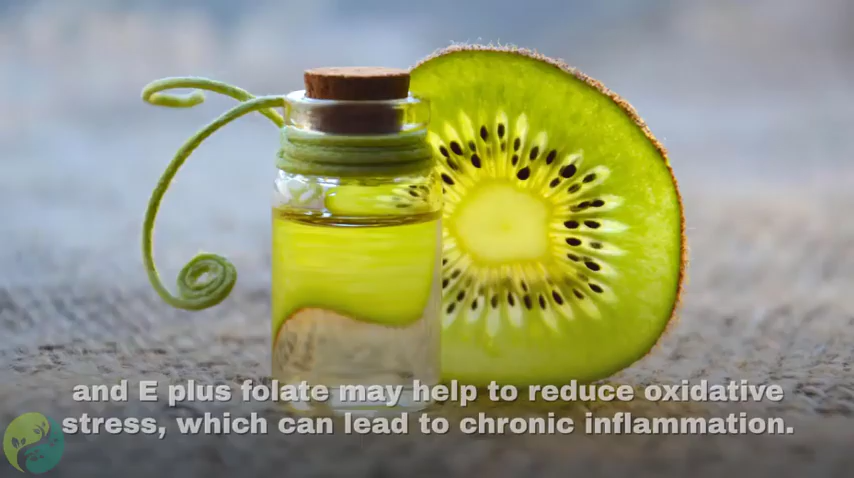 and E plus folate may help to reduce oxidative
stress, which can lead to chronic inflammation.